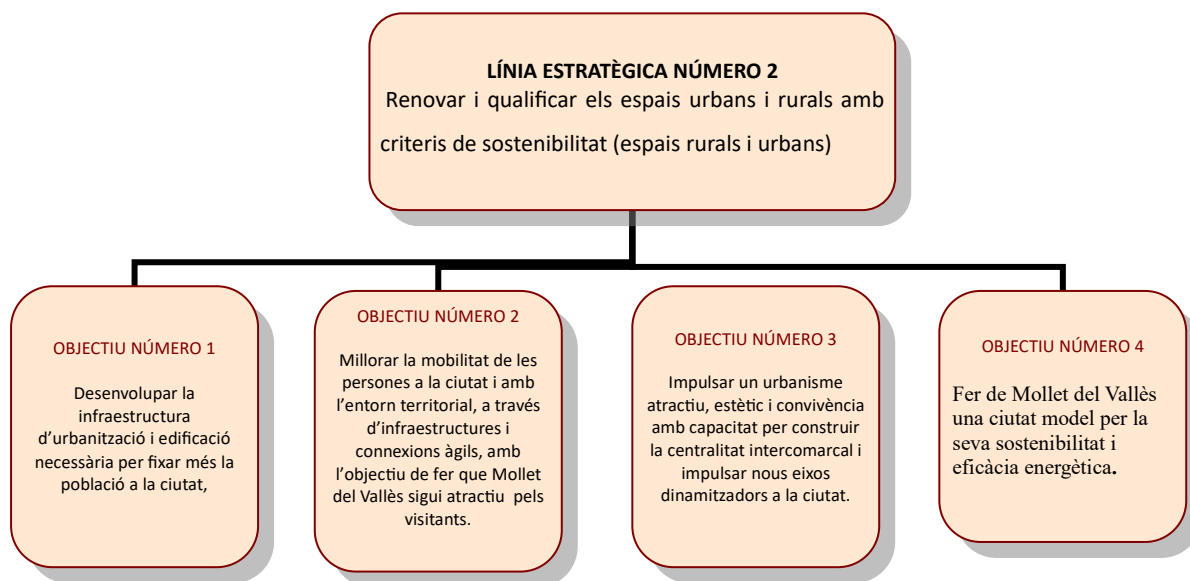 LÍNIA ESTRATÈGICA NÚMERO 2
Renovar i qualificar els espais urbans i rurals amb
criteris de sostenibilitat (espais rurals i urbans)
OBJECTIU NÚMERO 1
Desenvolupar la
infraestructura
d’urbanització i edificació
necessària per fixar més la
població a la ciutat,
OBJECTIU NÚMERO 2
Millorar la mobilitat de les
persones a la ciutat i amb
l’entorn territorial, a través
d’infraestructures i
connexions àgils, amb
l’objectiu de fer que Mollet
del Vallès sigui atractiu pels
visitants.
OBJECTIU NÚMERO 3
Impulsar un urbanisme
atractiu, estètic i convivència
amb capacitat per construir
la centralitat intercomarcal i
impulsar nous eixos
dinamitzadors a la ciutat.
OBJECTIU NÚMERO 4
Fer de Mollet del Vallès
una ciutat model per la
seva sostenibilitat i
eficàcia energètica.